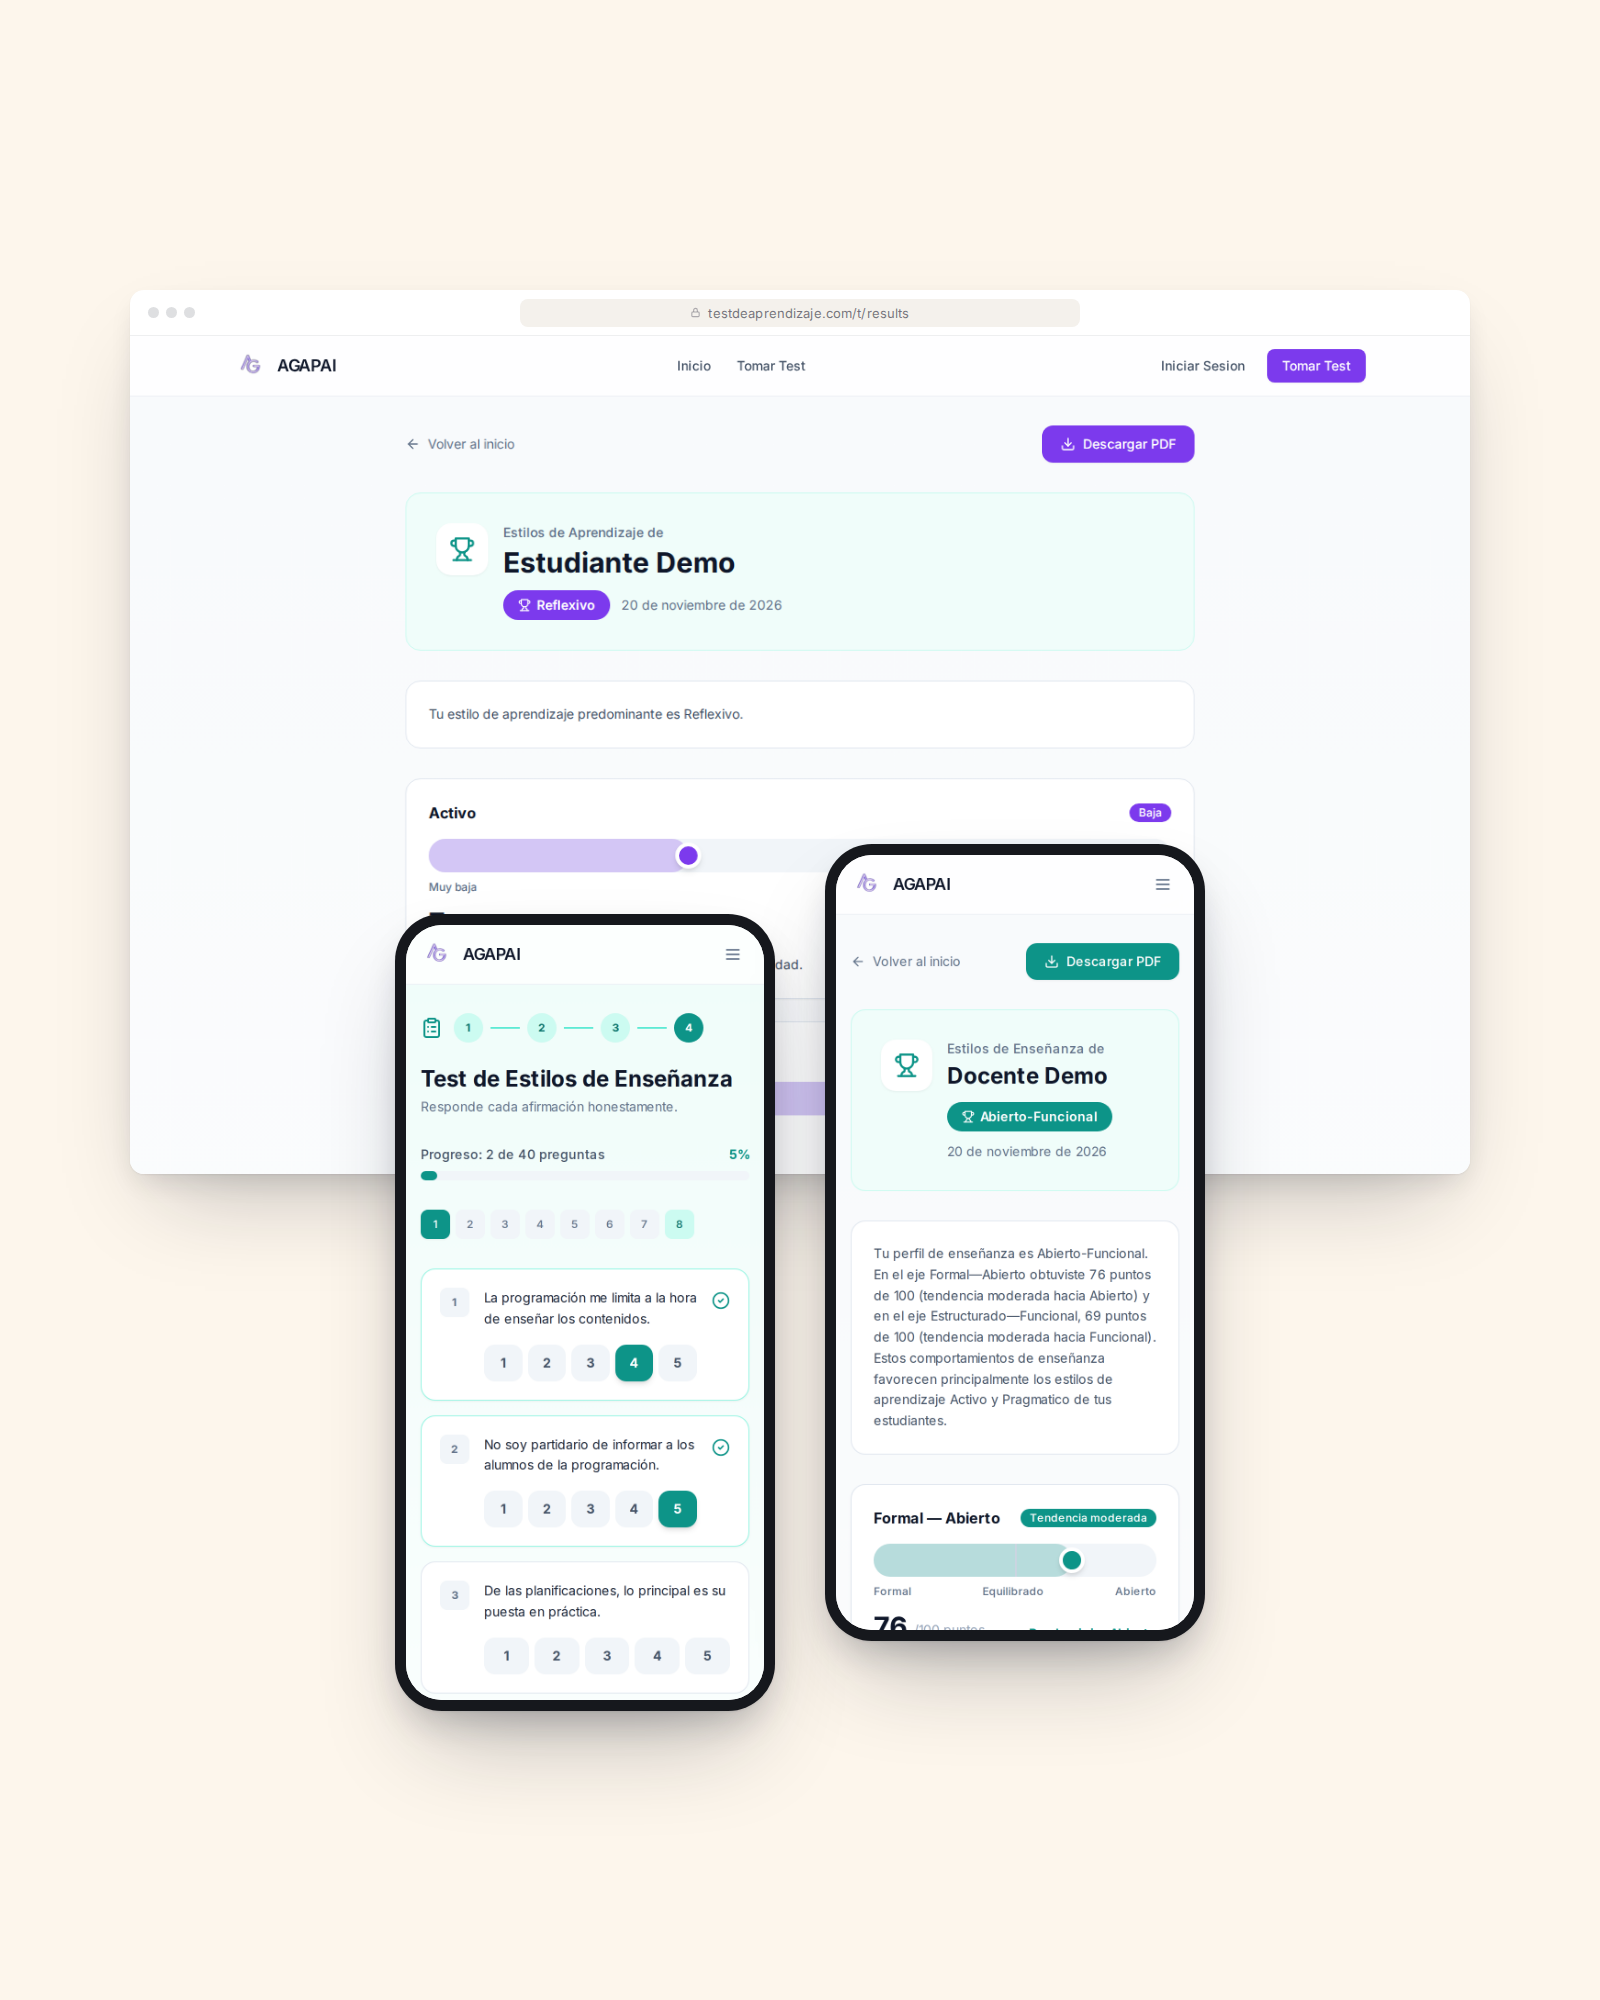 testdeaprendizaje.com/t/results
AGAPAI
Inicio
Tomar Test
Iniciar Sesion
Tomar Test
Volver al inicio
Descargar PDF
Estilos de Aprendizaje de
Estudiante Demo
Reflexivo
20 de noviembre de 2026
Tu estilo de aprendizaje predominante es Reflexivo.
Activo
Baja
Muy baja
dad.
AGAPAI
1
2
3
4
Test de Estilos de Enseñanza
Responde cada afirmación honestamente.
Progreso: 2 de 40 preguntas
5%
1 2 3 4 5 6 7 8
1
La programación me limita a la hora
de enseñar los contenidos.
1 2 3 4 5
2
No soy partidario de informar a los
alumnos de la programación.
1 2 3 4 5
3
De las planificaciones, lo principal es su
puesta en práctica.
1 2 3 4 5
AGAPAI
Volver al inicio
Descargar PDF
Estilos de Enseñanza de
Docente Demo
Abierto-Funcional
20 de noviembre de 2026
Tu perfil de enseñanza es Abierto-Funcional.
En el eje Formal—Abierto obtuviste 76 puntos
de 100 (tendencia moderada hacia Abierto) y
en el eje Estructurado—Funcional, 69 puntos
de 100 (tendencia moderada hacia Funcional).
Estos comportamientos de enseñanza
favorecen principalmente los estilos de
aprendizaje Activo y Pragmatico de tus
estudiantes.
Formal — Abierto
Tendencia moderada
Formal
Equilibrado
Abierto
76 /100 puntos